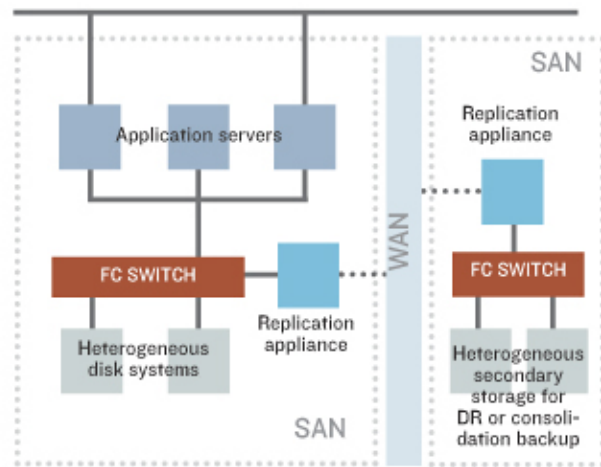 SAN
Replication
appliance
Application servers
WAN
FC SWITCH
FC SWITCH
Replication
appliance
Heterogeneous
disk systems
Heterogeneous
secondary
storage for
DR or consoli-
dation backup
SAN